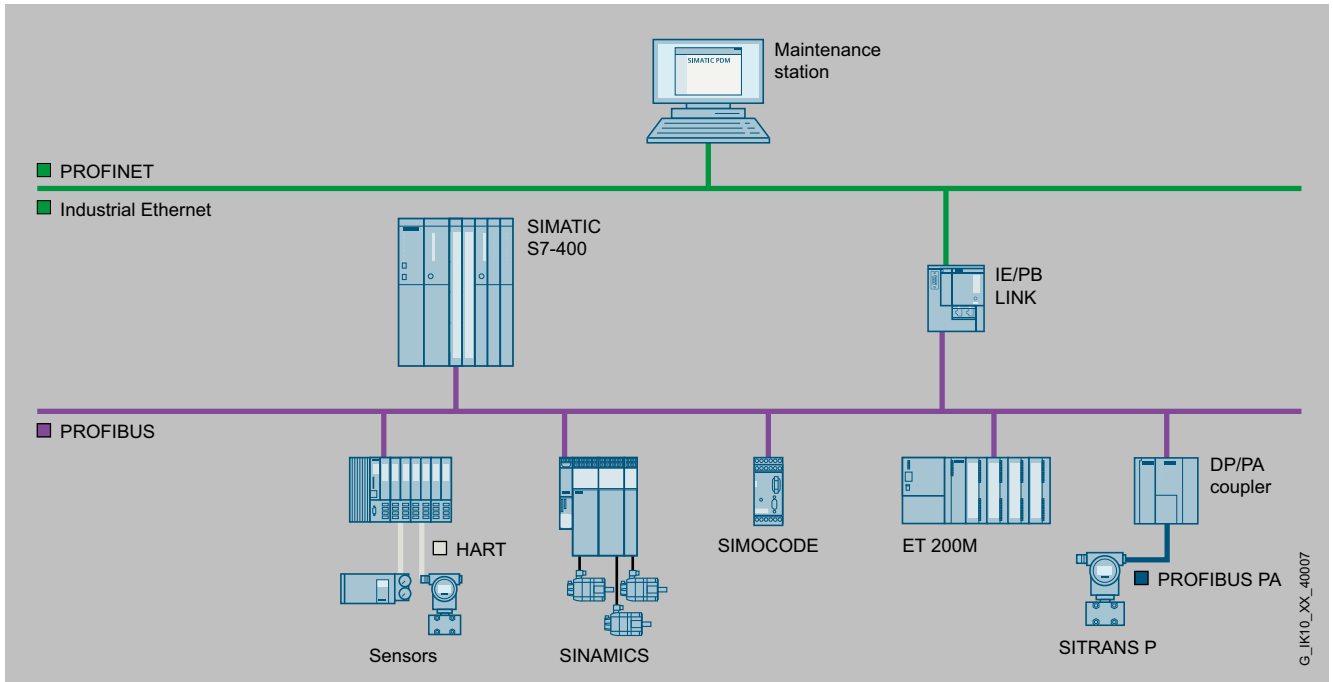 SIMATIC PDM
Maintenance
station
PROFINET
Industrial Ethernet
SIMATIC
S7-400
IE/PB
LINK
PROFIBUS
DP/PA
coupler
HART
SIMOCODE
ET 200M
PROFIBUS PA
Sensors
SINAMICS
SITRANS P
G_IK10_XX_40007